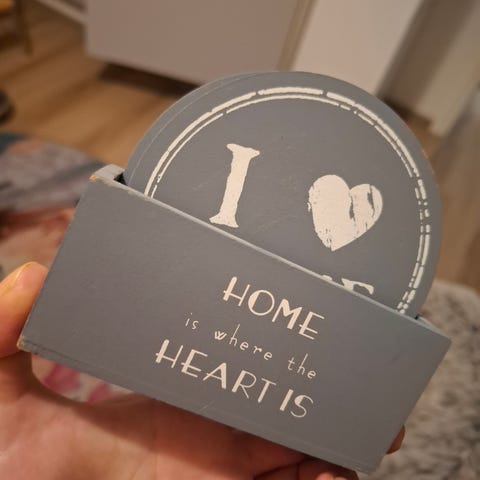 I
HOME
is where the
HEART IS